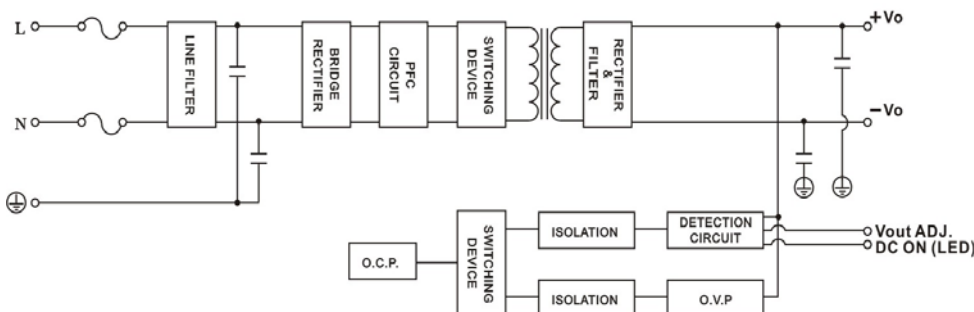 L
N
LINE FILTER
BRIDGE
RECTIFIER
PFC
CIRCUIT
SWITCHING
DEVICE
RECTIFIER
&
FILTER
+Vo
-Vo
O.C.P.
SWITCHING
DEVICE
ISOLATION
DETECTION
CIRCUIT
Vout ADJ.
DC ON (LED)
ISOLATION
O.V.P